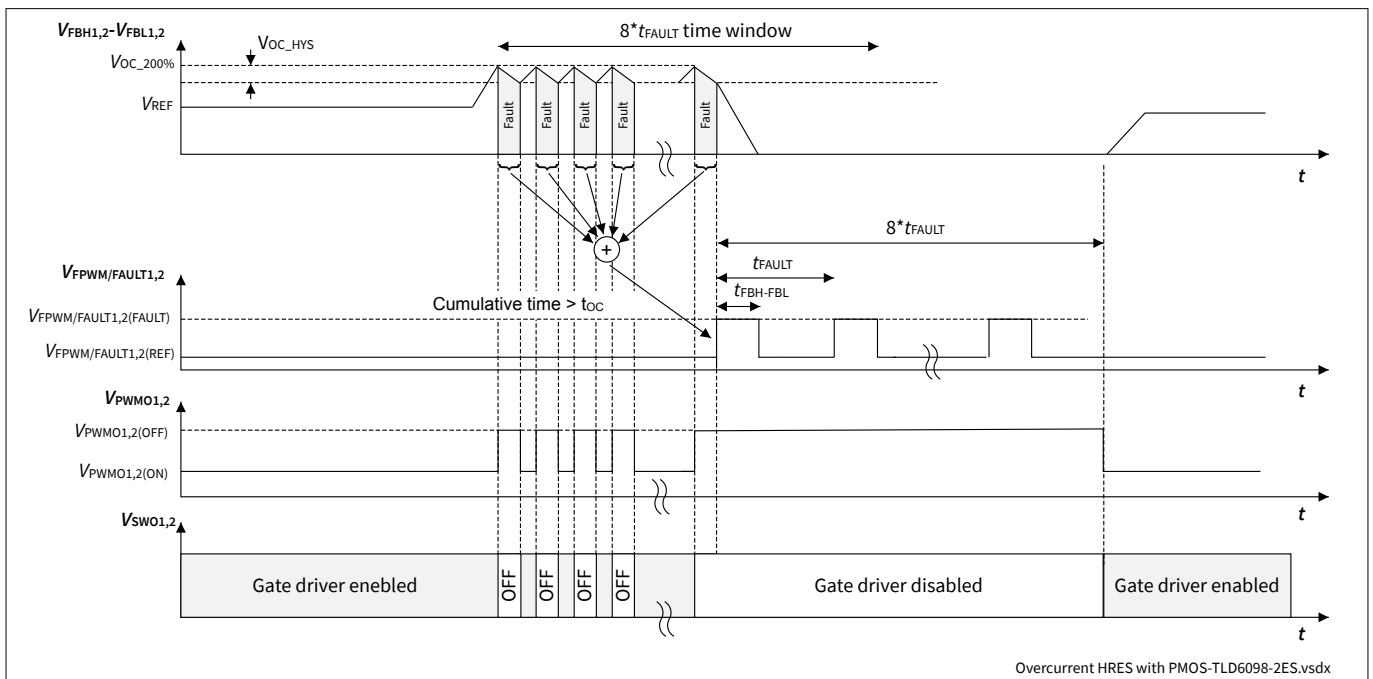 VFBH1,2-VFBL1,2
8*tFAULT time window
VOC_HYS
VOC_200%
VREF
Fault
Fault
Fault
Fault
Fault
t
8*tFAULT
+
VFPWM/FAULT1,2
tFAULT
tFBH-FBL
Cumulative time > tOC
VFPWM/FAULT1,2(FAULT)
VFPWM/FAULT1,2(REF)
t
VPWMO1,2
VPWMO1,2(OFF)
VPWMO1,2(ON)
t
VSWO1,2
Gate driver enebled
OFF
OFF
OFF
OFF
Gate driver disabled
Gate driver enabled
t
Overcurrent HRES with PMOS-TLD6098-2ES.vsdx